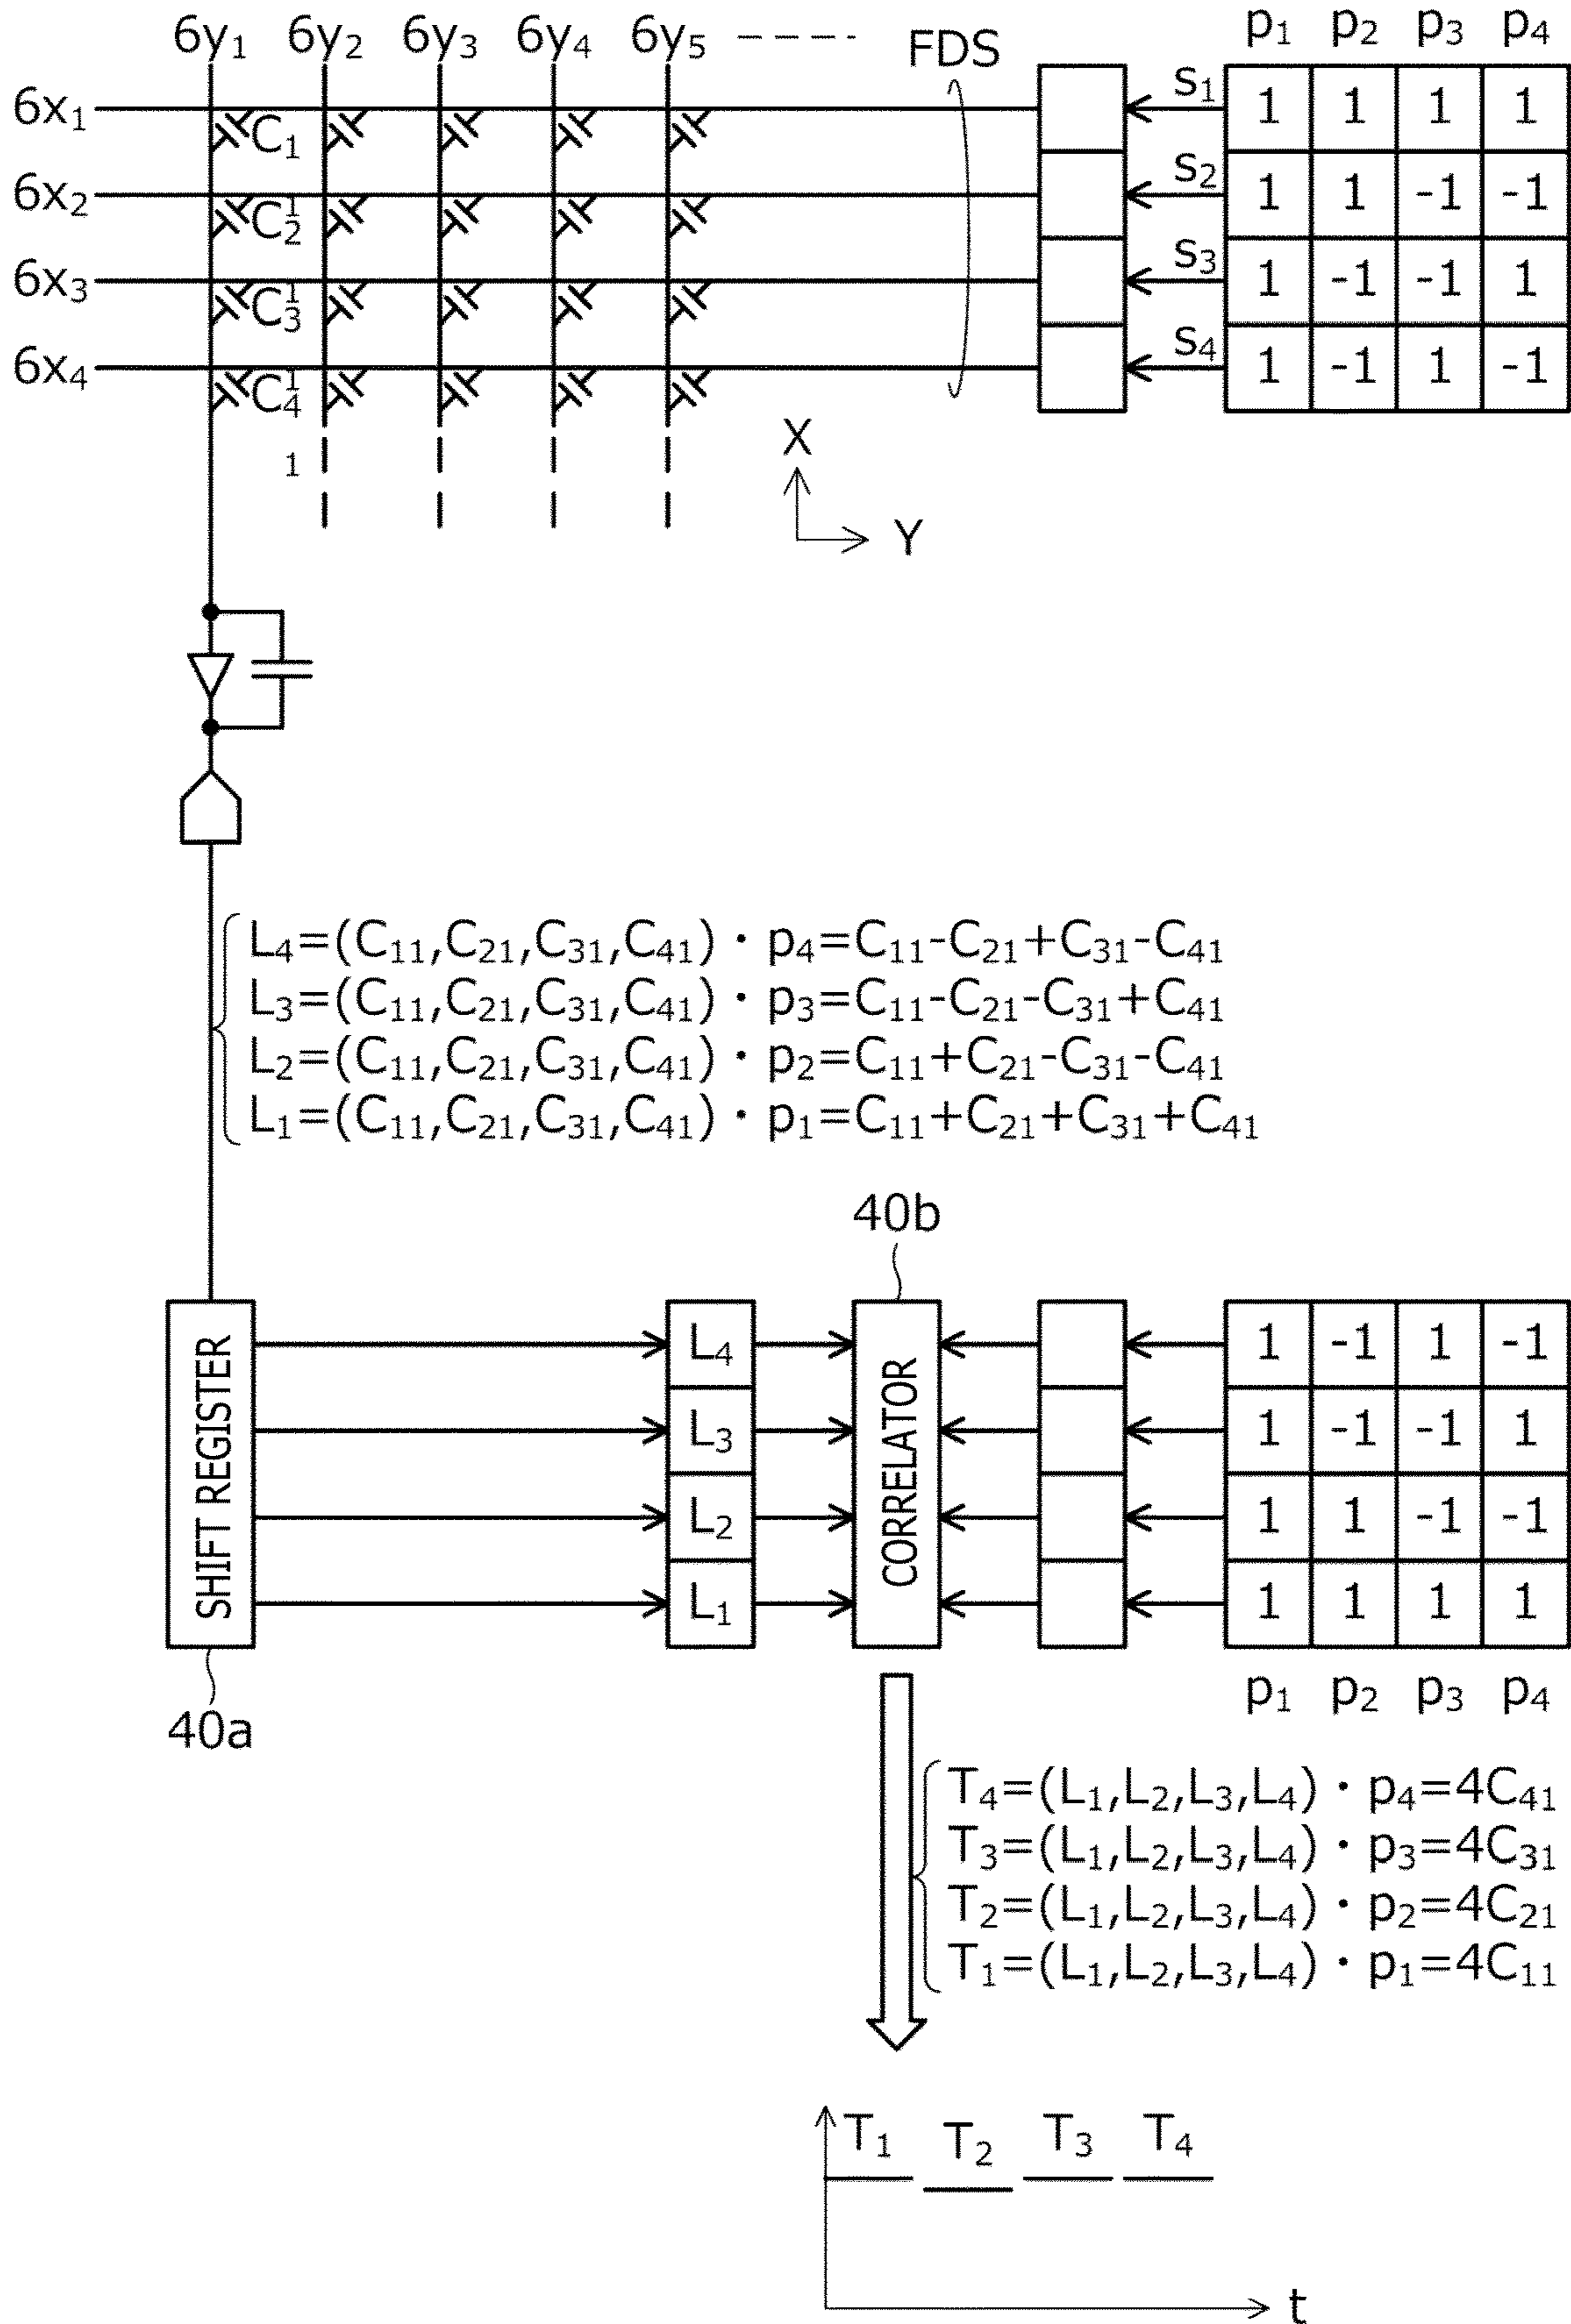 6y₁ 6y₂ 6y₃ 6y₄ 6y₅ ---- FDS p₁ p₂ p₃ p₄
6x₁ C₁ s₁ 1 1 1 1
6x₂ C₂ 1 s₂ 1 1 -1 -1
6x₃ C₃ 1 s₃ 1 -1 -1 1
6x₄ C₄ 1 s₄ 1 -1 1 -1
1
X
Y
L₄=(C₁₁,C₂₁,C₃₁,C₄₁)・p₄=C₁₁-C₂₁+C₃₁-C₄₁
L₃=(C₁₁,C₂₁,C₃₁,C₄₁)・p₃=C₁₁-C₂₁-C₃₁+C₄₁
L₂=(C₁₁,C₂₁,C₃₁,C₄₁)・p₂=C₁₁+C₂₁-C₃₁-C₄₁
L₁=(C₁₁,C₂₁,C₃₁,C₄₁)・p₁=C₁₁+C₂₁+C₃₁+C₄₁
40b
SHIFT REGISTER
CORRELATOR
L₄ 1 -1 1 -1
L₃ 1 -1 -1 1
L₂ 1 1 -1 -1
L₁ 1 1 1 1
40a
p₁ p₂ p₃ p₄
T₄=(L₁,L₂,L₃,L₄)・p₄=4C₄₁
T₃=(L₁,L₂,L₃,L₄)・p₃=4C₃₁
T₂=(L₁,L₂,L₃,L₄)・p₂=4C₂₁
T₁=(L₁,L₂,L₃,L₄)・p₁=4C₁₁
T₁ T₂ T₃ T₄
t